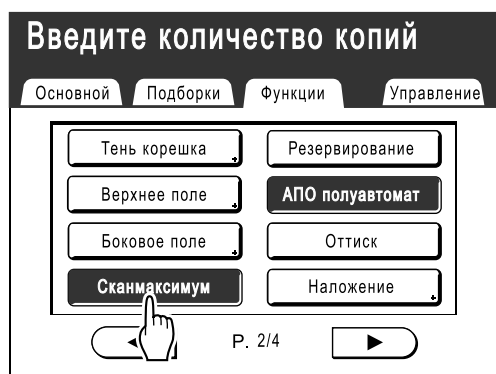 Введите количество копий
Основной Подборки Функции Управление
Тень корешка Резервирование
Верхнее поле АПО полуавтомат
Боковое поле Оттиск
Сканмаксимум Наложение
P. 2/4